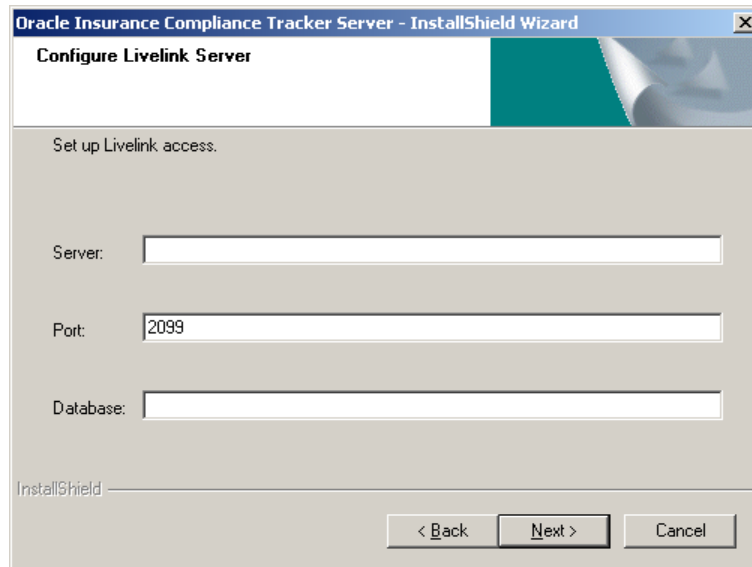 Oracle Insurance Compliance Tracker Server - InstallShield Wizard
Configure Livelink Server
Set up Livelink access.
Server:
Port: 2099
Database:
InstallShield
< Back Next > Cancel